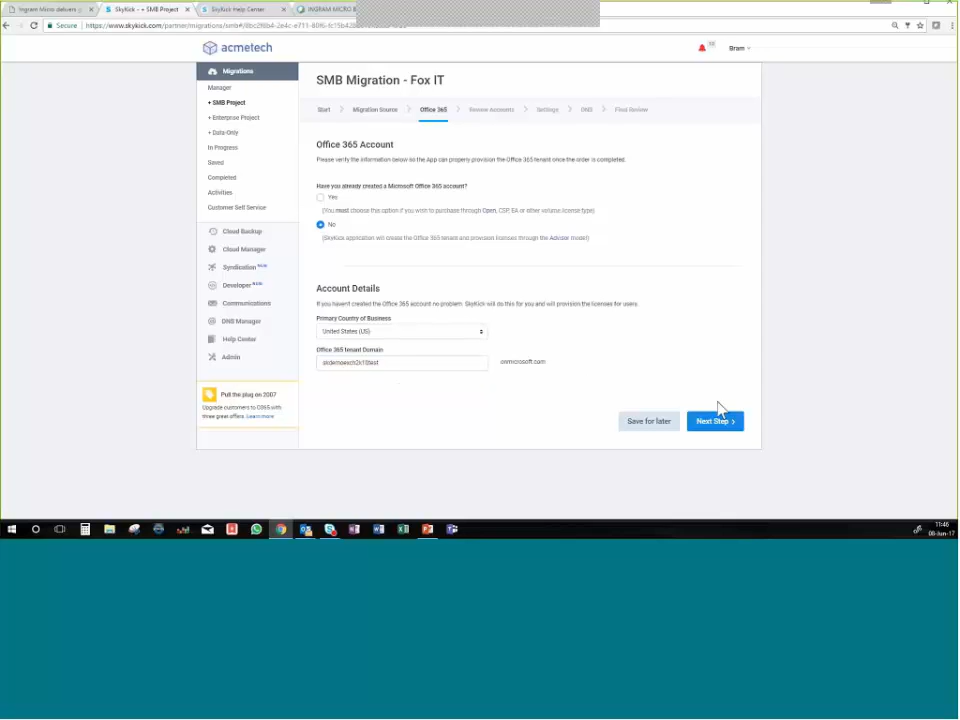 Ingram Micro delivers
SkyKick - + SMB Project
SkyKick Help Center
INGRAM MICRO B
Secure
acmetech
Bram
Migrations
Manager
+ SMB Project
+ Enterprise Project
+ Data-Only
In Progress
Saved
Completed
Activities
Customer Self Service
Cloud Backup
Cloud Manager
Syndication
Developer
Communications
DNS Manager
Help Center
Admin
Pull the plug on 2007
Upgrade customers to O365 with
three great offers. Learn more
SMB Migration - Fox IT
Start
Migration Source
Office 365
Review Accounts
Settings
DNS
Final Review
Office 365 Account
Please verify the information below so the App can properly provision the Office 365 tenant once the order is completed.
Have you already created a Microsoft Office 365 account?
Yes
(You must choose this option if you wish to purchase through Open, CSP, EA or other volume license type)
No
(SkyKick application will create the Office 365 tenant and provision licenses through the Advisor model)
Account Details
If you haven't created the Office 365 account no problem. SkyKick will do this for you and will provision the licenses for users.
Primary Country of Business
United States (US)
Office 365 tenant Domain
skdemoexch2k10test
.onmicrosoft.com
Save for later
Next Step
11:46
08-Jun-17